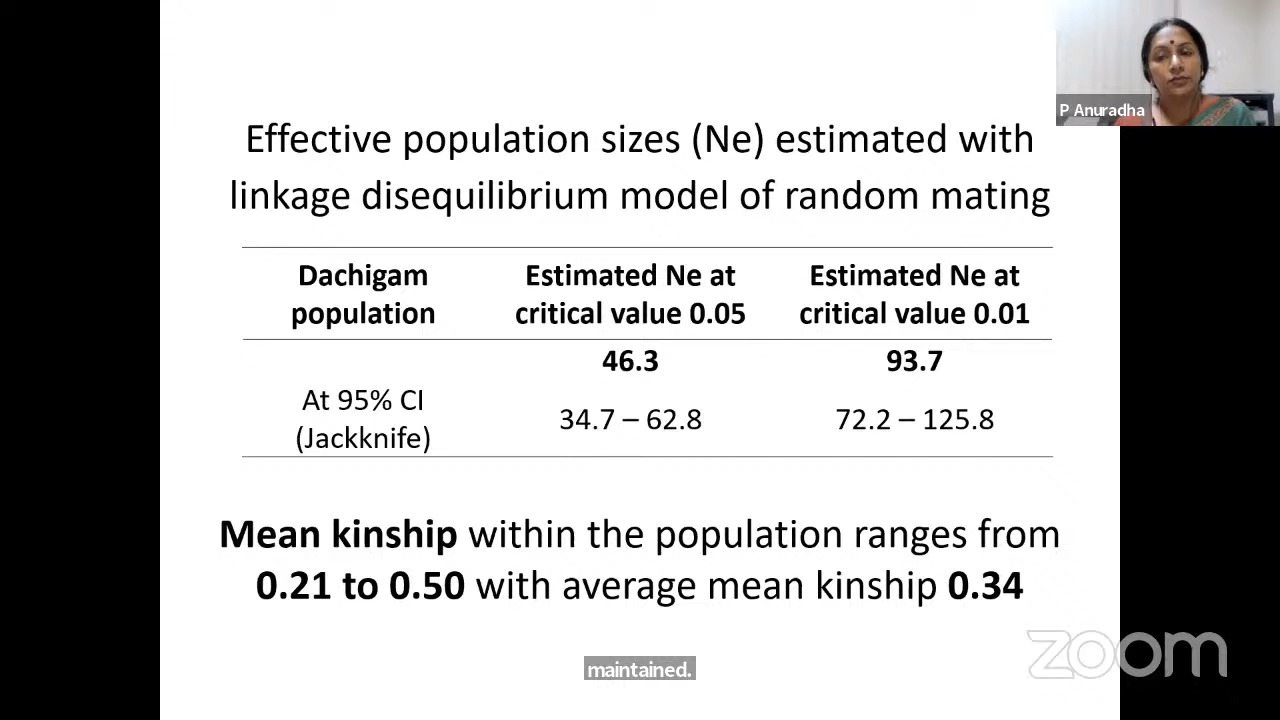 P Anuradha
Effective population sizes (Ne) estimated with
linkage disequilibrium model of random mating
Dachigam population Estimated Ne at critical value 0.05 Estimated Ne at critical value 0.01
46.3 93.7
At 95% CI (Jackknife) 34.7 – 62.8 72.2 – 125.8
Mean kinship within the population ranges from
0.21 to 0.50 with average mean kinship 0.34
maintained.
zoom